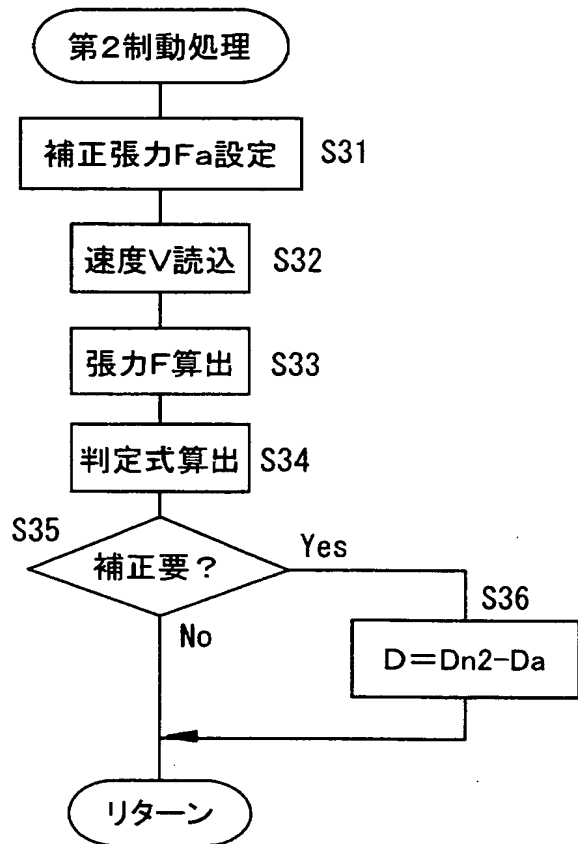 第2制動処理
補正張力Fa設定 S31
速度V読込 S32
張力F算出 S33
判定式算出 S34
S35
補正要？ Yes
No
S36
D=Dn2-Da
リターン